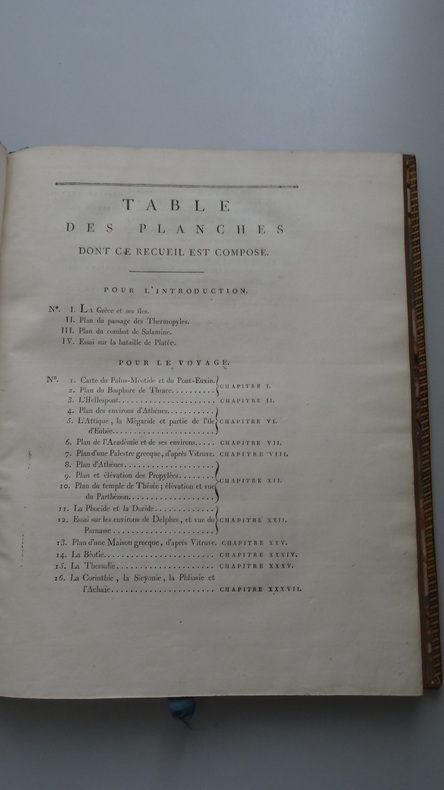 TABLE
DES PLANCHES
DONT CE RECUEIL EST COMPOSÉ.
POUR L'INTRODUCTION.
Nos. I. La Grèce et ses îles.
II. Plan du passage des Thermopyles.
III. Plan du combat de Salamine.
IV. Essai sur la bataille de Platée.
POUR LE VOYAGE.
Nos. 1. Carte du Palus-Méotide et du Pont-Euxin.
2. Plan du Bosphore de Thrace.......... CHAPITRE I.
3. L'Hellespont.......... CHAPITRE II.
4. Plan des environs d'Athènes..........
5. L'Attique, la Mégaride et partie de l'île CHAPITRE VI.
d'Eubée..........
6. Plan de l'Académie et de ses environs..... CHAPITRE VII.
7. Plan d'une Palestre grecque, d'après Vitruve. CHAPITRE VIII.
8. Plan d'Athènes..........
9. Plan et élévation des Propylées.......... CHAPITRE XII.
10. Plan du temple de Thésée ; élévation et vue
du Parthénon..........
11. La Phocide et la Doride..........
12. Essai sur les environs de Delphes, et vue du CHAPITRE XXII.
Parnasse..........
13. Plan d'une Maison grecque, d'après Vitruve. CHAPITRE XXV.
14. La Béotie.......... CHAPITRE XXXIV.
15. La Thessalie.......... CHAPITRE XXXV.
16. La Corinthie, la Sicyonie, la Phliasie et
l'Achaïe.......... CHAPITRE XXXVII.